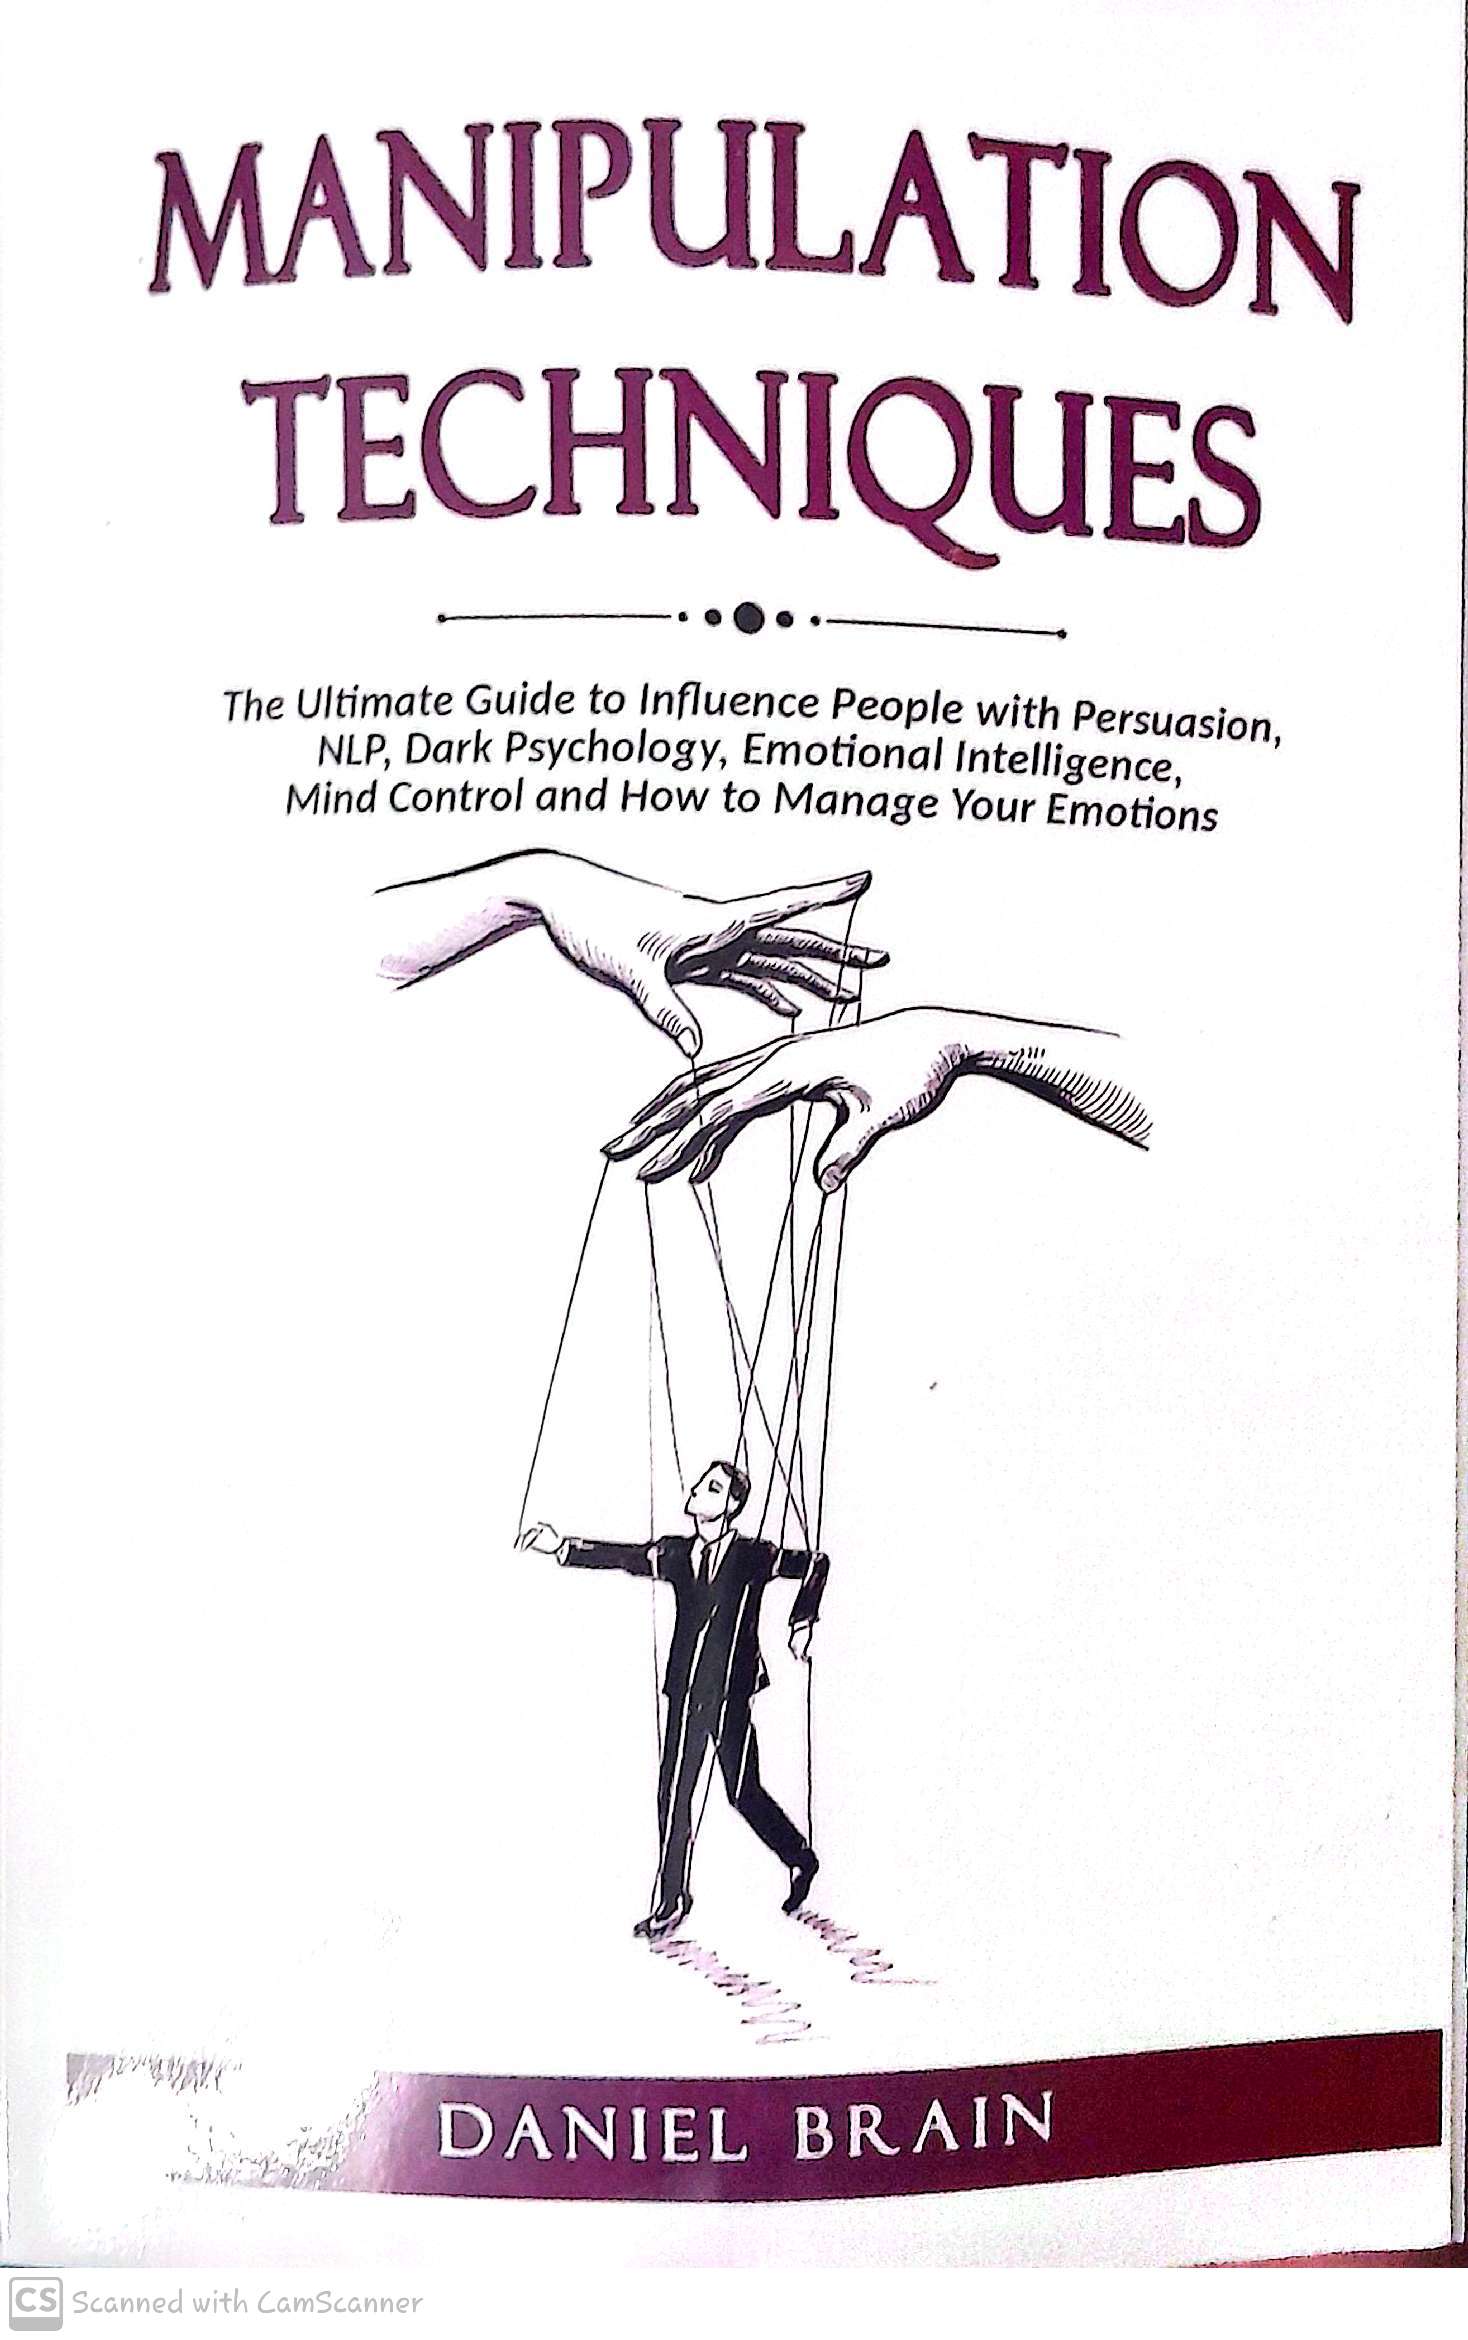 MANIPULATION
TECHNIQUES
The Ultimate Guide to Influence People with Persuasion,
NLP, Dark Psychology, Emotional Intelligence,
Mind Control and How to Manage Your Emotions
DANIEL BRAIN
CS Scanned with CamScanner